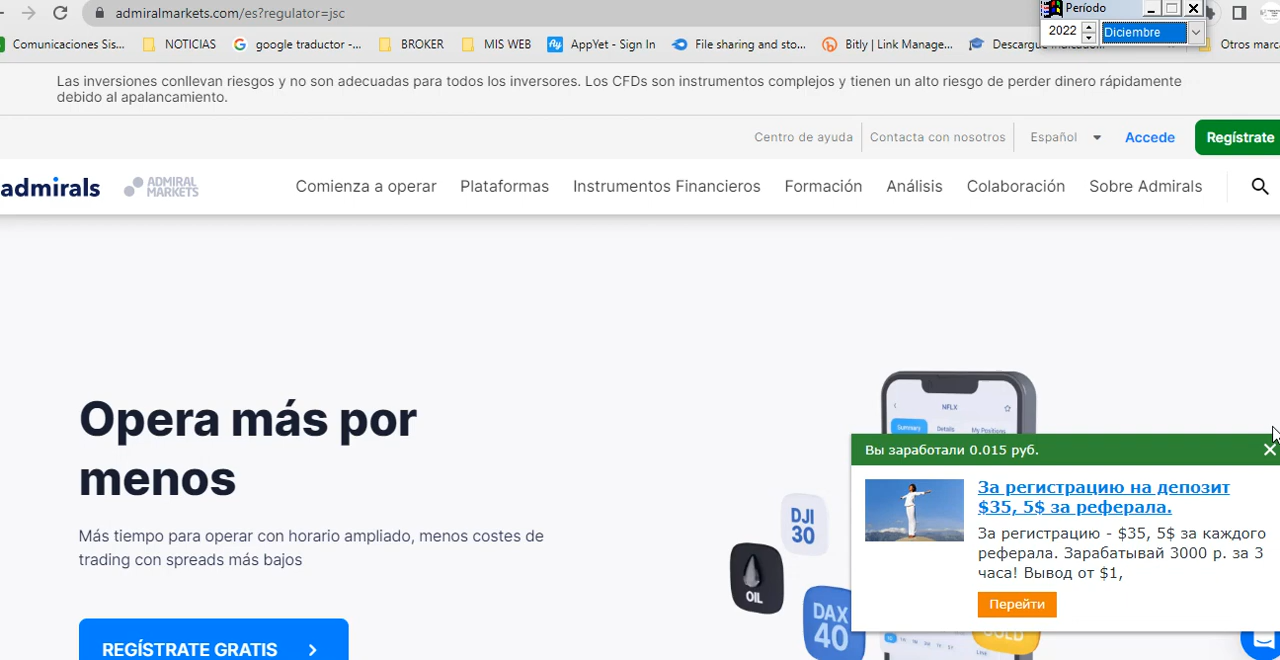 admiralmarkets.com/es?regulator=jsc
Período
2022 Diciembre
Comunicaciones Sis... NOTICIAS google traductor -... BROKER MIS WEB AppYet - Sign In File sharing and sto... Bitly | Link Manage... Otros marc
Las inversiones conllevan riesgos y no son adecuadas para todos los inversores. Los CFDs son instrumentos complejos y tienen un alto riesgo de perder dinero rápidamente
debido al apalancamiento.
Centro de ayuda Contacta con nosotros Español Accede Regístrate
admirals ADMIRAL MARKETS Comienza a operar Plataformas Instrumentos Financieros Formación Análisis Colaboración Sobre Admirals
Opera más por
menos
Más tiempo para operar con horario ampliado, menos costes de
trading con spreads más bajos
REGÍSTRATE GRATIS
NFLX
Summary Details My Positions
DJI
30
OIL
DAX
40
GOLD
Вы заработали 0.015 руб.
За регистрацию на депозит
$35, 5$ за реферала.
За регистрацию - $35, 5$ за каждого
реферала. Зарабатывай 3000 р. за 3
часа! Вывод от $1,
Перейти